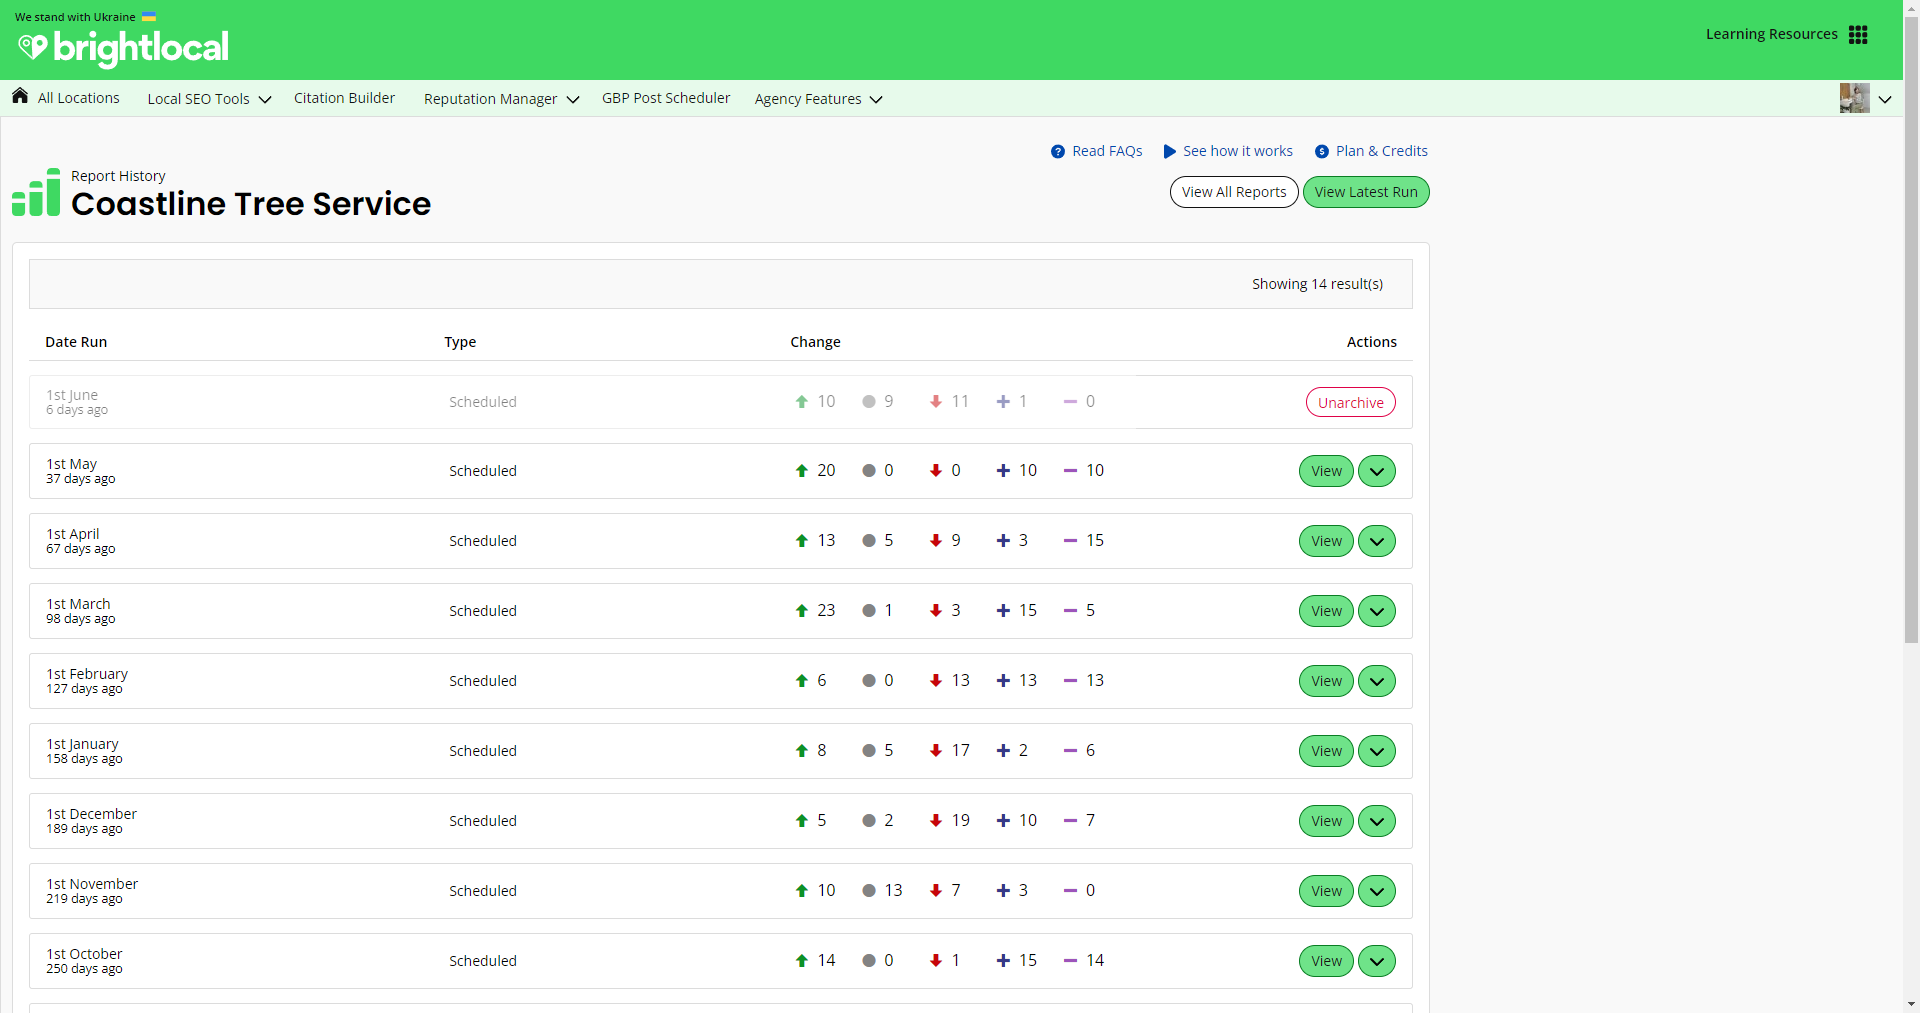 We stand with Ukraine
brightlocal
Learning Resources
All Locations Local SEO Tools Citation Builder Reputation Manager GBP Post Scheduler Agency Features
Read FAQs See how it works Plan & Credits
Report History
Coastline Tree Service
View All Reports View Latest Run
Showing 14 result(s)
Date Run Type Change Actions
1st June
6 days ago
Scheduled 10 9 11 1 0 Unarchive
1st May
37 days ago
Scheduled 20 0 0 10 10 View
1st April
67 days ago
Scheduled 13 5 9 3 15 View
1st March
98 days ago
Scheduled 23 1 3 15 5 View
1st February
127 days ago
Scheduled 6 0 13 13 13 View
1st January
158 days ago
Scheduled 8 5 17 2 6 View
1st December
189 days ago
Scheduled 5 2 19 10 7 View
1st November
219 days ago
Scheduled 10 13 7 3 0 View
1st October
250 days ago
Scheduled 14 0 1 15 14 View